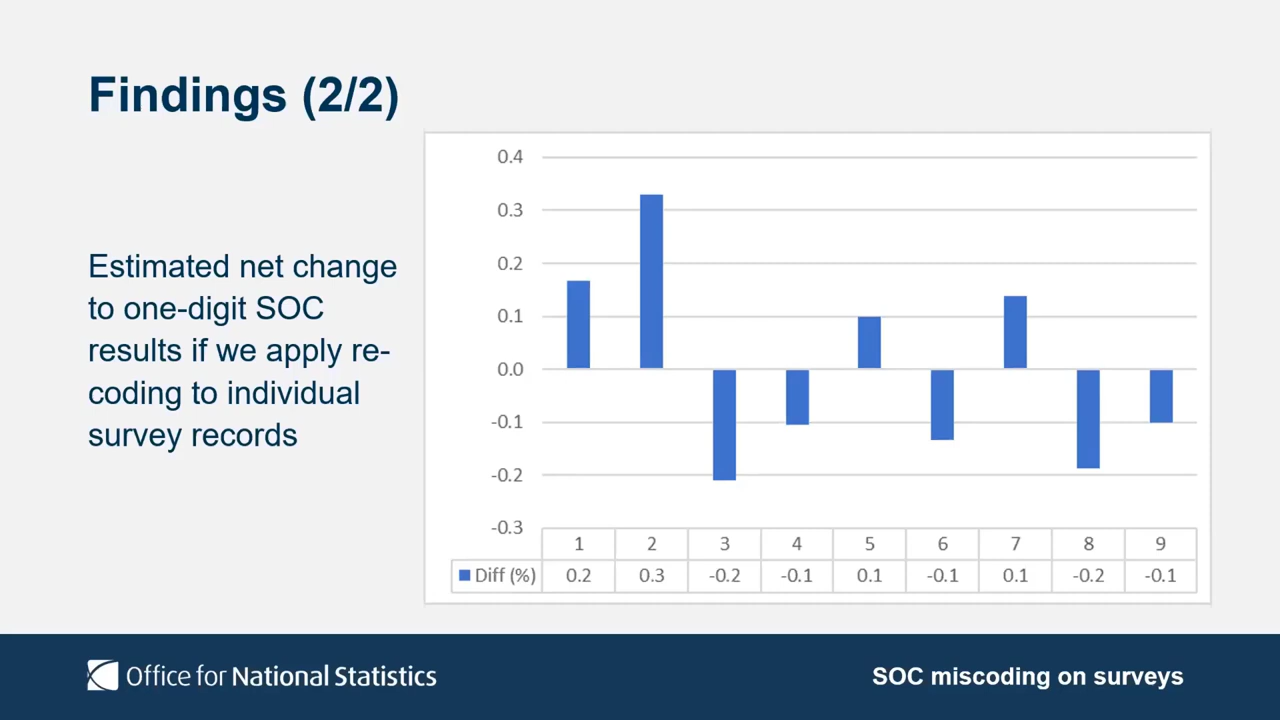 Findings (2/2)
Estimated net change
to one-digit SOC
results if we apply re-
coding to individual
survey records
0.4
0.3
0.2
0.1
0.0
-0.1
-0.2
-0.3
1 2 3 4 5 6 7 8 9
Diff (%) 0.2 0.3 -0.2 -0.1 0.1 -0.1 0.1 -0.2 -0.1
Office for National Statistics
SOC miscoding on surveys